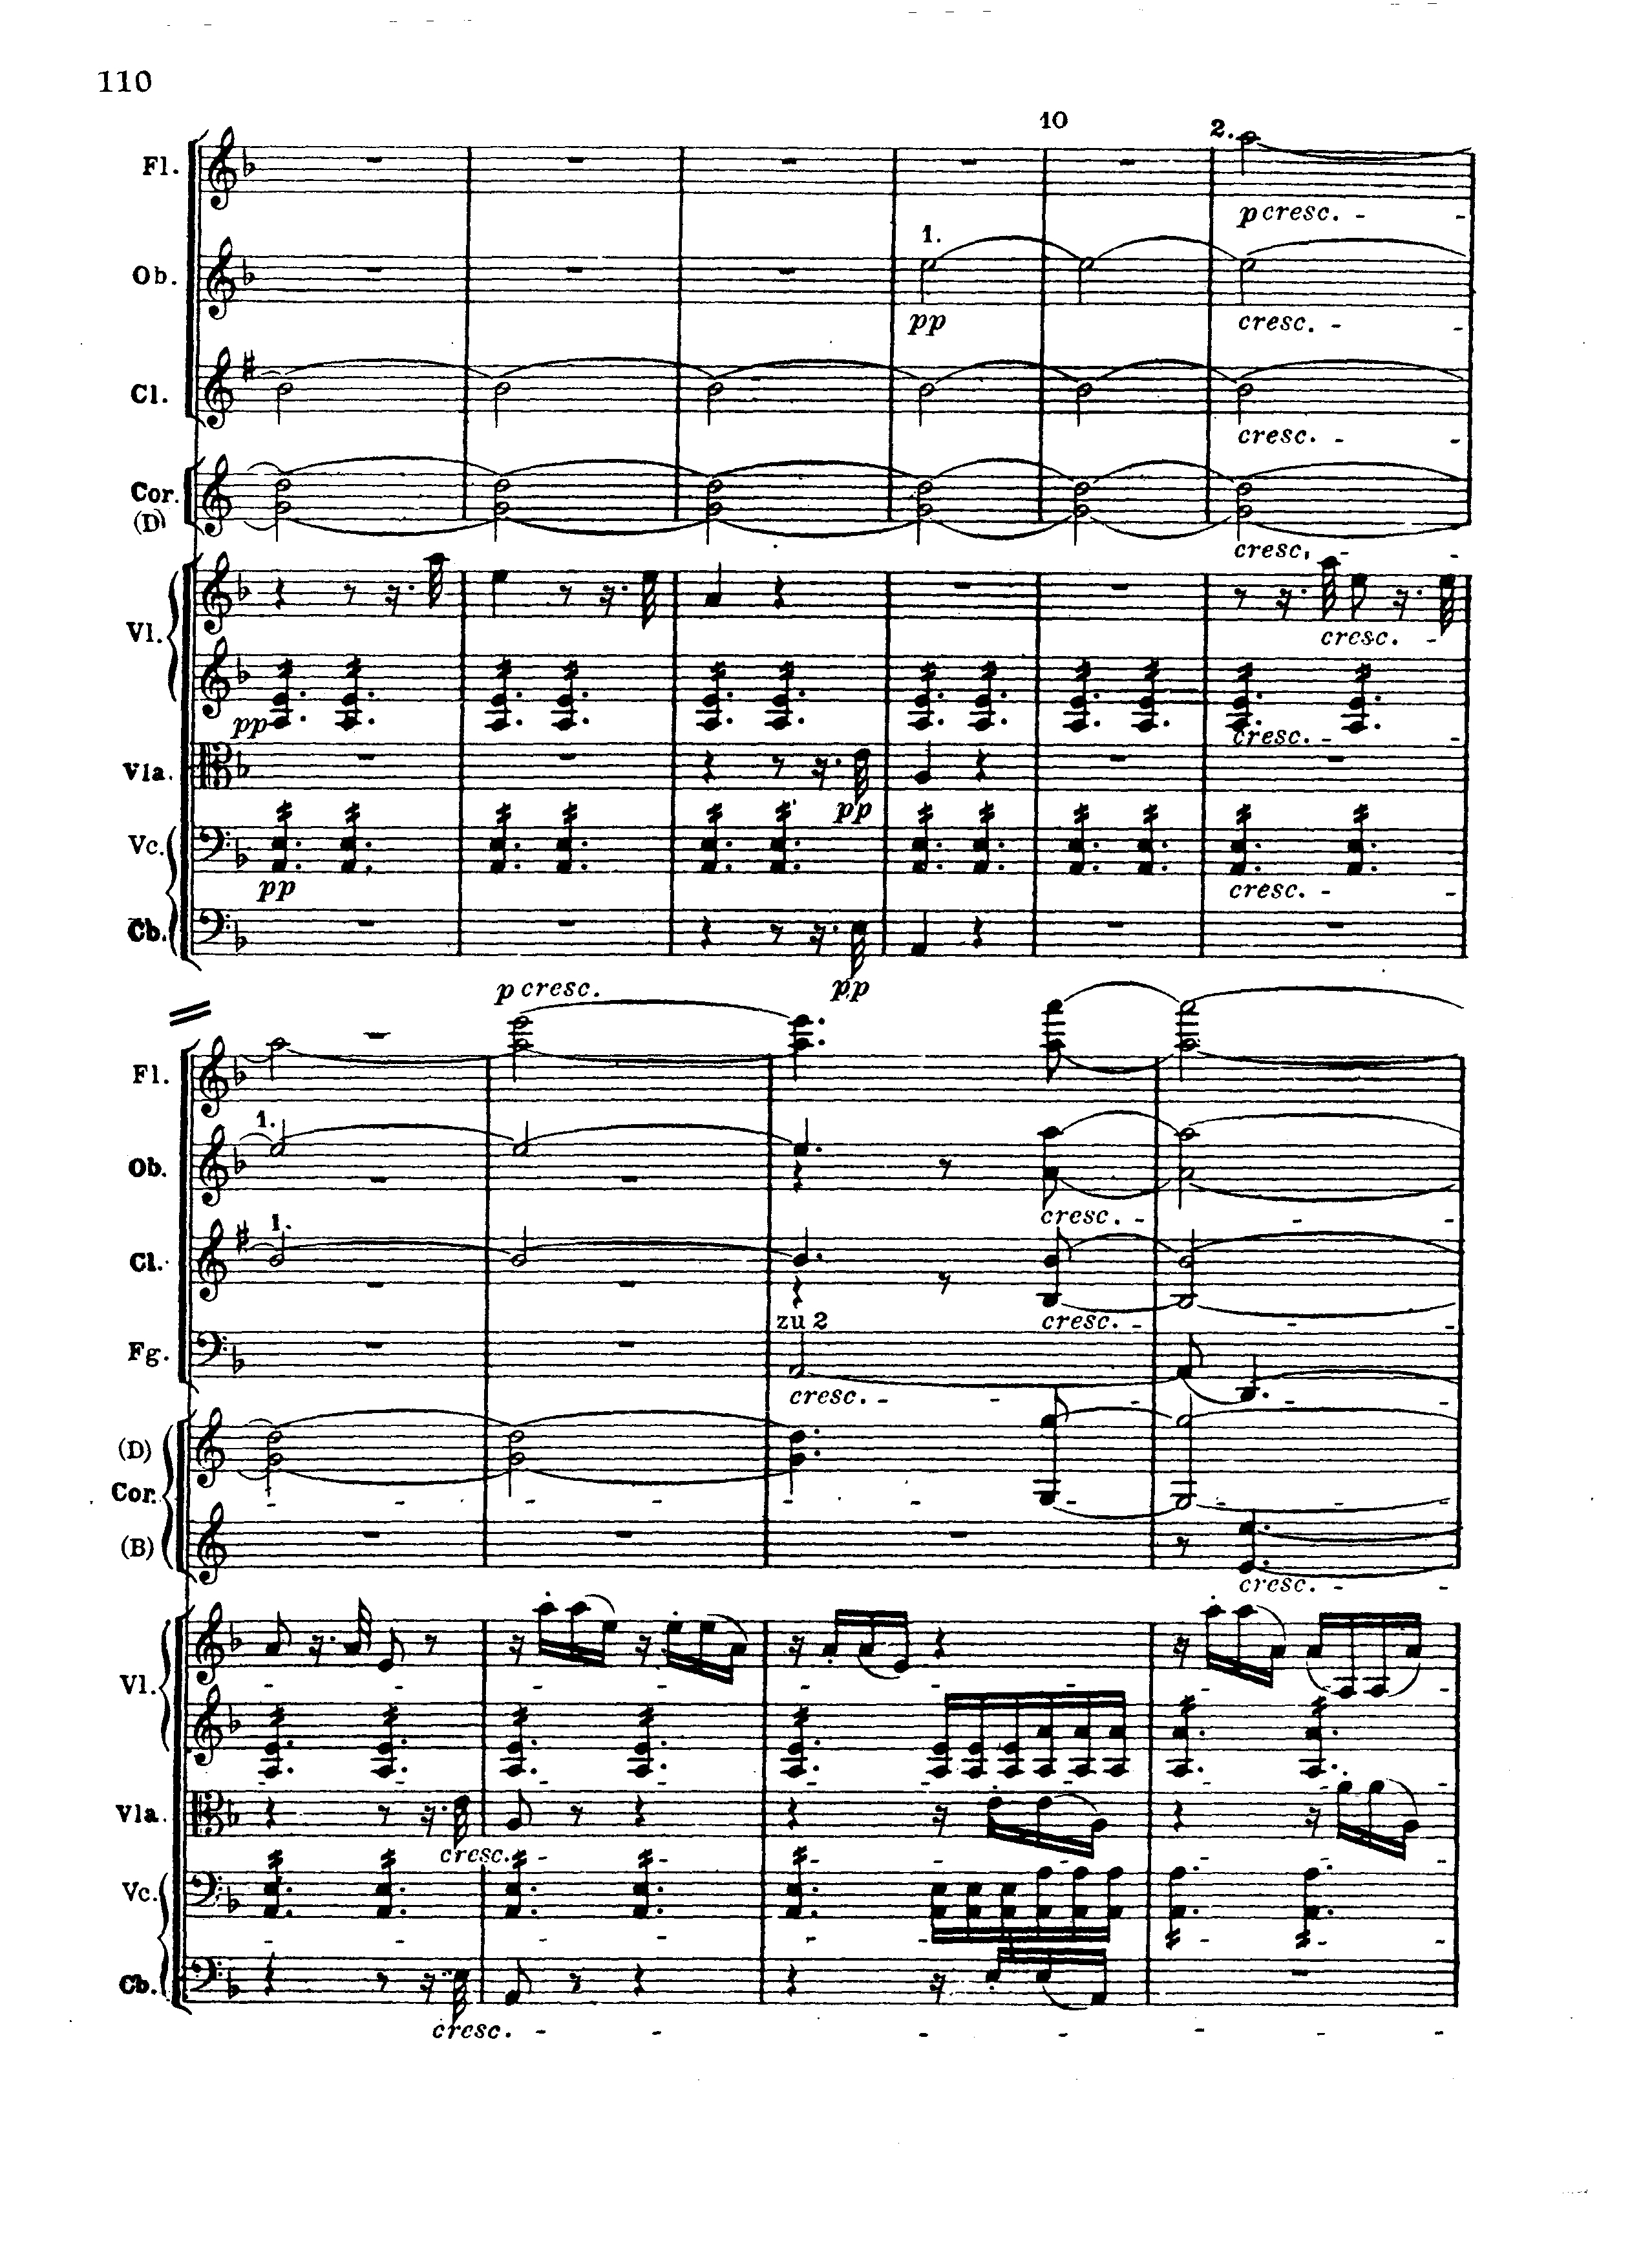 110
10
2.
Fl.
p cresc. -
1.
Ob.
pp
cresc. -
Cl.
cresc. -
Cor.
(D)
cresc. -
Vl.
cresc. -
pp
cresc. -
Vla.
pp
Vc.
pp
cresc. -
Cb.
pp
p cresc.
Fl.
1.
Ob.
cresc. -
1.
Cl.
zu 2
cresc. -
Fg.
cresc. -
(D)
Cor.
(B)
cresc. -
Vl.
Vla.
cresc. -
Vc.
Cb.
cresc. -